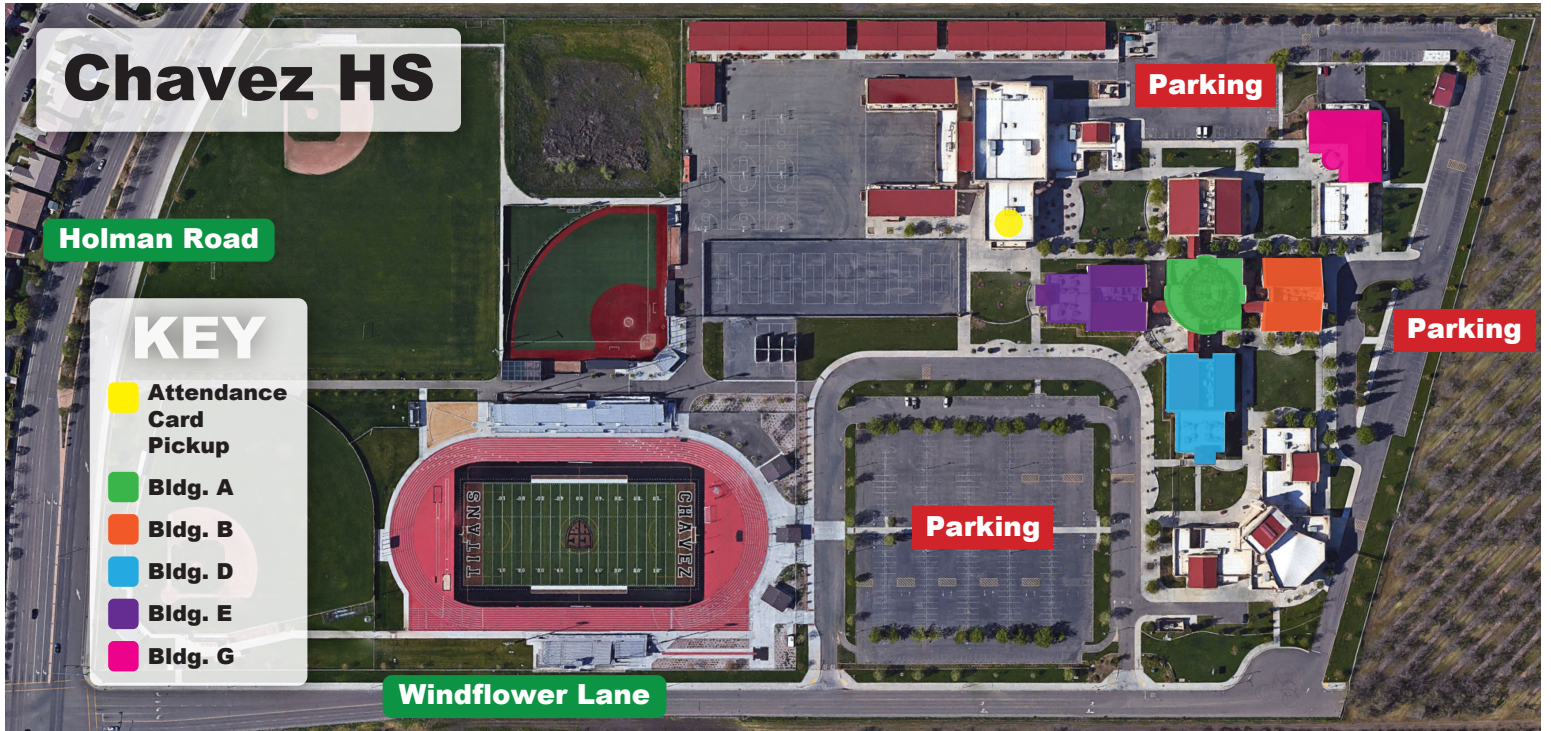 Chavez HS
Parking
Holman Road
Parking
KEY
Attendance
Card
Pickup
Bldg. A
Bldg. B
Bldg. D
Bldg. E
Bldg. G
TITANS
CHAVEZ
Parking
Windflower Lane